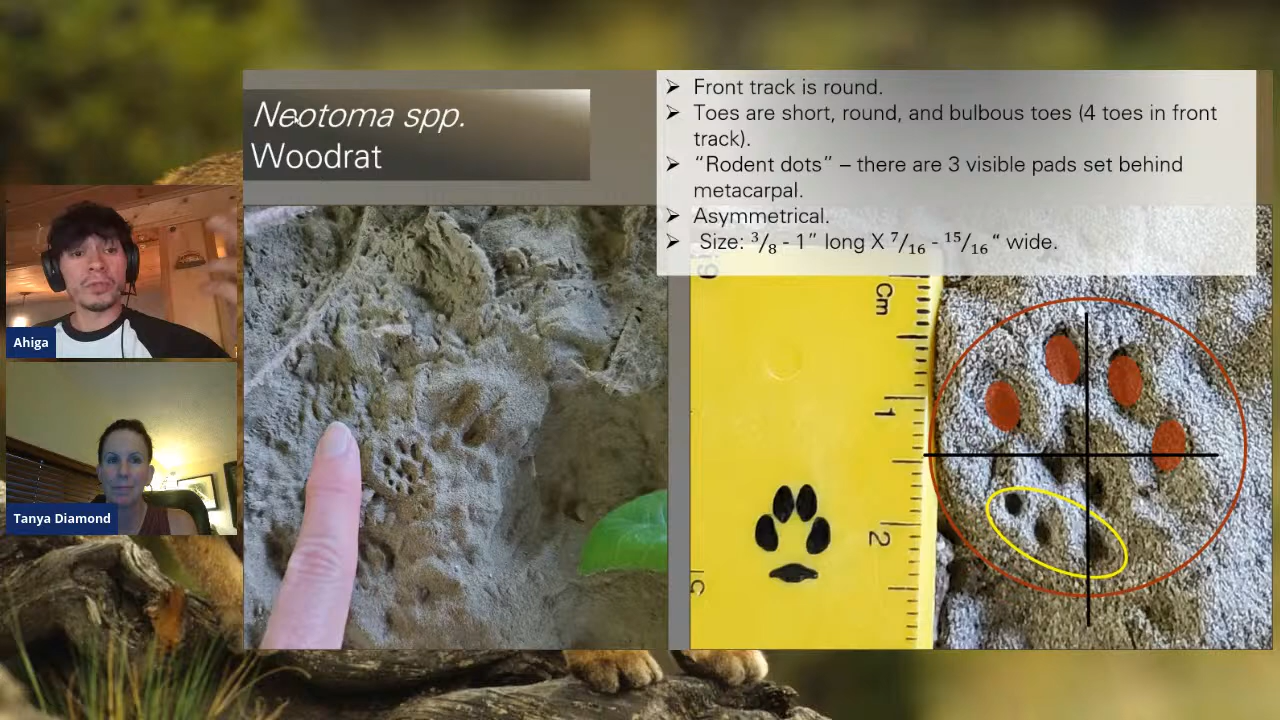 Neotoma spp.
Woodrat
➢ Front track is round.
➢ Toes are short, round, and bulbous toes (4 toes in front
track).
➢ “Rodent dots” – there are 3 visible pads set behind
metacarpal.
➢ Asymmetrical.
➢ Size: 3/8 - 1” long X 7/16 - 15/16 “ wide.
Cm
1
2
Ahiga
Tanya Diamond